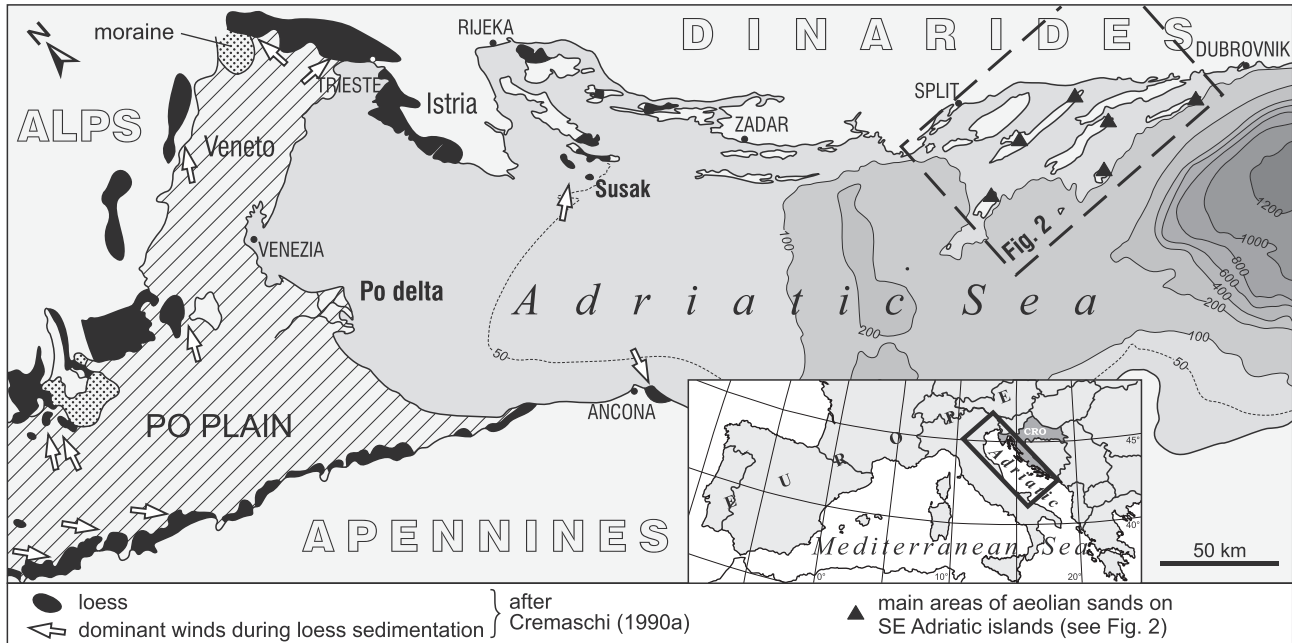 N
moraine
RIJEKA
DINARIDES
DUBROVNIK
TRIESTE
Istria
SPLIT
ALPS
Veneto
ZADAR
Susak
1200
1000
800
600
400
200
100
50
VENEZIA
Po delta
Adriatic Sea
Fig. 2
100
200
50
ANCONA
PO PLAIN
APENNINES
EUROPE
CRO
Adriatic
Mediterranean Sea
45°
40°
0°
10°
20°
50 km
loess
dominant winds during loess sedimentation
after
Cremaschi (1990a)
main areas of aeolian sands on
SE Adriatic islands (see Fig. 2)